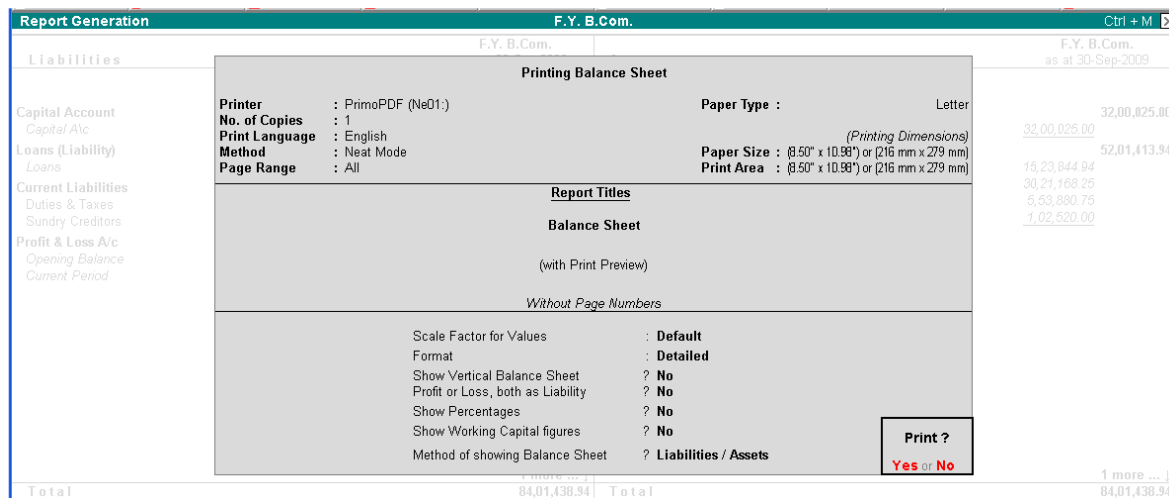 Report Generation F.Y. B.Com. Ctrl + M
F.Y. B.Com. F.Y. B.Com.
Liabilities as at 30-Sep-2009
Printing Balance Sheet
Printer : PrimoPDF (Ne01:) Paper Type : Letter
No. of Copies : 1
Print Language : English (Printing Dimensions)
Method : Neat Mode Paper Size : (8.50" x 10.98") or (216 mm x 279 mm)
Page Range : All Print Area : (8.50" x 10.98") or (216 mm x 279 mm)
Report Titles
Balance Sheet
(with Print Preview)
Without Page Numbers
Scale Factor for Values : Default
Format : Detailed
Show Vertical Balance Sheet ? No
Profit or Loss, both as Liability ? No
Show Percentages ? No
Show Working Capital figures ? No
Method of showing Balance Sheet ? Liabilities / Assets
Print ?
Yes or No
Capital Account 32,00,025.00
Capital A\c 32,00,025.00
Loans (Liability) 52,01,413.94
Loans 16,23,844.94
Current Liabilities 30,21,168.25
Duties & Taxes 5,53,880.75
Sundry Creditors 1,02,520.00
Profit & Loss A/c
Opening Balance
Current Period
1 more ... 1 more ...
Total 84,01,438.94 Total 84,01,438.94